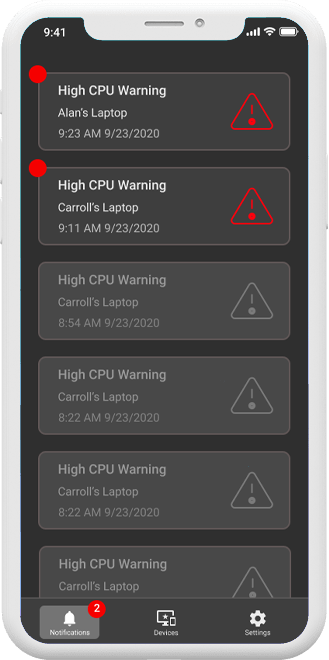 9:41
High CPU Warning
Alan's Laptop
9:23 AM 9/23/2020
High CPU Warning
Carroll's Laptop
9:11 AM 9/23/2020
High CPU Warning
Carroll's Laptop
8:54 AM 9/23/2020
High CPU Warning
Carroll's Laptop
8:22 AM 9/23/2020
High CPU Warning
Carroll's Laptop
8:22 AM 9/23/2020
High CPU Warning
Carroll's Laptop
2
Notifications
Devices
Settings